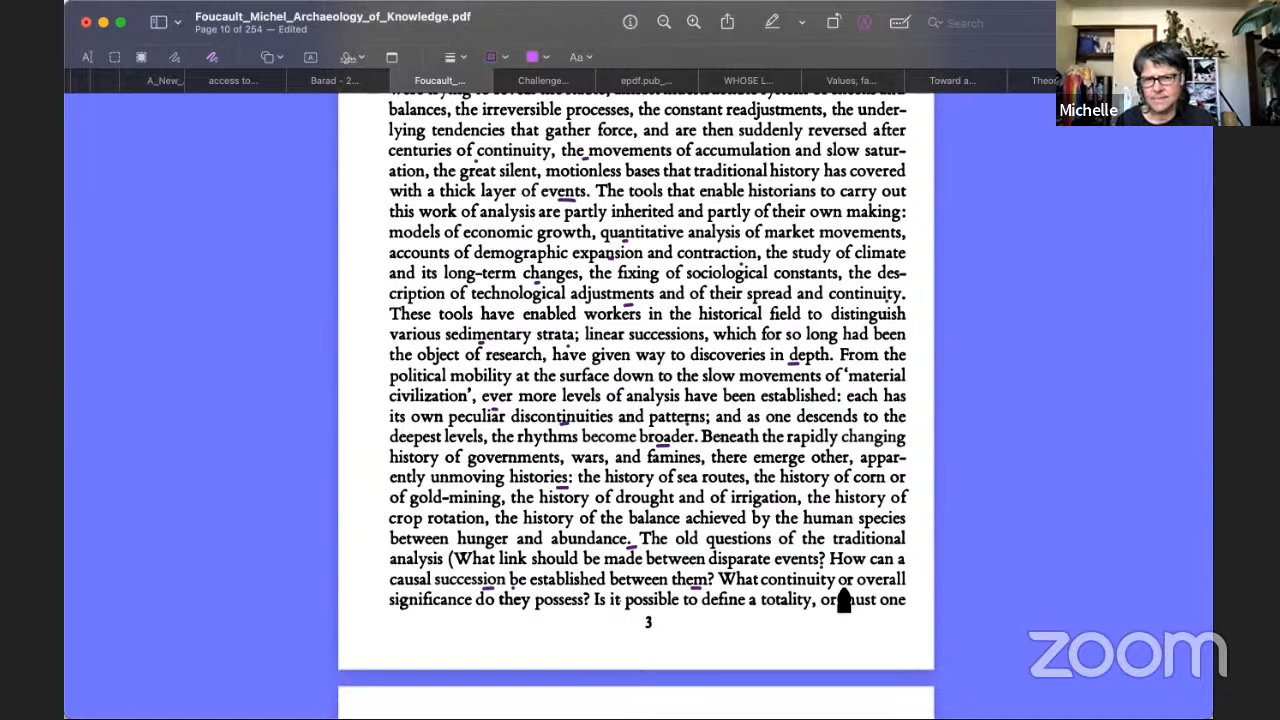 Foucault_Michel_Archaeology_of_Knowledge.pdf
Page 10 of 254 — Edited
Search
Aa
A_New_
access to...
Barad - 2...
Foucault_...
Challenge...
epdf.pub_...
WHOSE L...
Values, fa...
Toward a...
Theor
Michelle
balances, the irreversible processes, the constant readjustments, the under-
lying tendencies that gather force, and are then suddenly reversed after
centuries of continuity, the movements of accumulation and slow satur-
ation, the great silent, motionless bases that traditional history has covered
with a thick layer of events. The tools that enable historians to carry out
this work of analysis are partly inherited and partly of their own making:
models of economic growth, quantitative analysis of market movements,
accounts of demographic expansion and contraction, the study of climate
and its long-term changes, the fixing of sociological constants, the des-
cription of technological adjustments and of their spread and continuity.
These tools have enabled workers in the historical field to distinguish
various sedimentary strata; linear successions, which for so long had been
the object of research, have given way to discoveries in depth. From the
political mobility at the surface down to the slow movements of 'material
civilization', ever more levels of analysis have been established: each has
its own peculiar discontinuities and patterns; and as one descends to the
deepest levels, the rhythms become broader. Beneath the rapidly changing
history of governments, wars, and famines, there emerge other, appar-
ently unmoving histories: the history of sea routes, the history of corn or
of gold-mining, the history of drought and of irrigation, the history of
crop rotation, the history of the balance achieved by the human species
between hunger and abundance. The old questions of the traditional
analysis (What link should be made between disparate events? How can a
causal succession be established between them? What continuity or overall
significance do they possess? Is it possible to define a totality, or must one
3
zoom